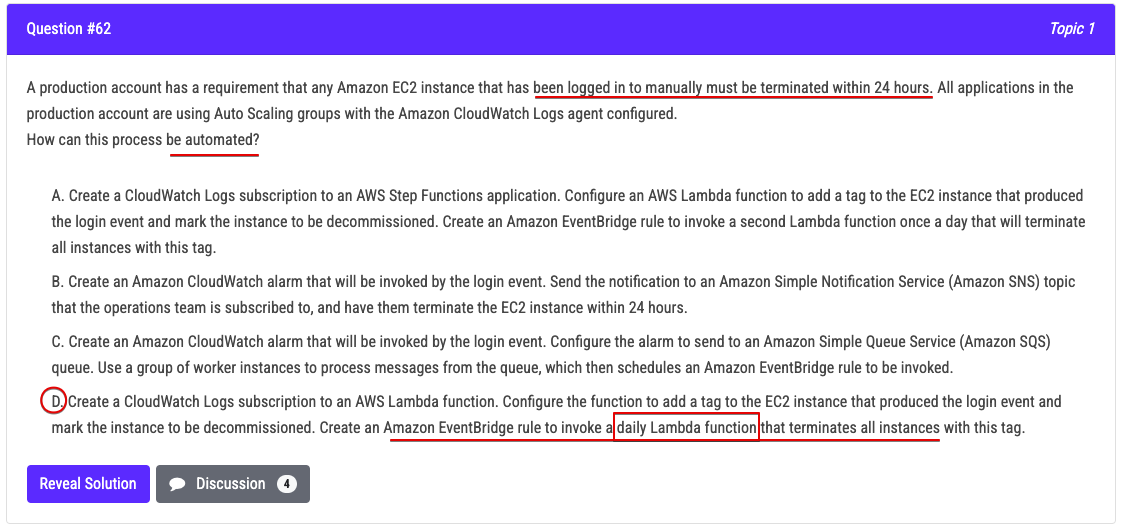 Question #62
Topic 1
A production account has a requirement that any Amazon EC2 instance that has been logged in to manually must be terminated within 24 hours. All applications in the
production account are using Auto Scaling groups with the Amazon CloudWatch Logs agent configured.
How can this process be automated?
A. Create a CloudWatch Logs subscription to an AWS Step Functions application. Configure an AWS Lambda function to add a tag to the EC2 instance that produced
the login event and mark the instance to be decommissioned. Create an Amazon EventBridge rule to invoke a second Lambda function once a day that will terminate
all instances with this tag.
B. Create an Amazon CloudWatch alarm that will be invoked by the login event. Send the notification to an Amazon Simple Notification Service (Amazon SNS) topic
that the operations team is subscribed to, and have them terminate the EC2 instance within 24 hours.
C. Create an Amazon CloudWatch alarm that will be invoked by the login event. Configure the alarm to send to an Amazon Simple Queue Service (Amazon SQS)
queue. Use a group of worker instances to process messages from the queue, which then schedules an Amazon EventBridge rule to be invoked.
D. Create a CloudWatch Logs subscription to an AWS Lambda function. Configure the function to add a tag to the EC2 instance that produced the login event and
mark the instance to be decommissioned. Create an Amazon EventBridge rule to invoke a daily Lambda function that terminates all instances with this tag.
Reveal Solution
Discussion 4